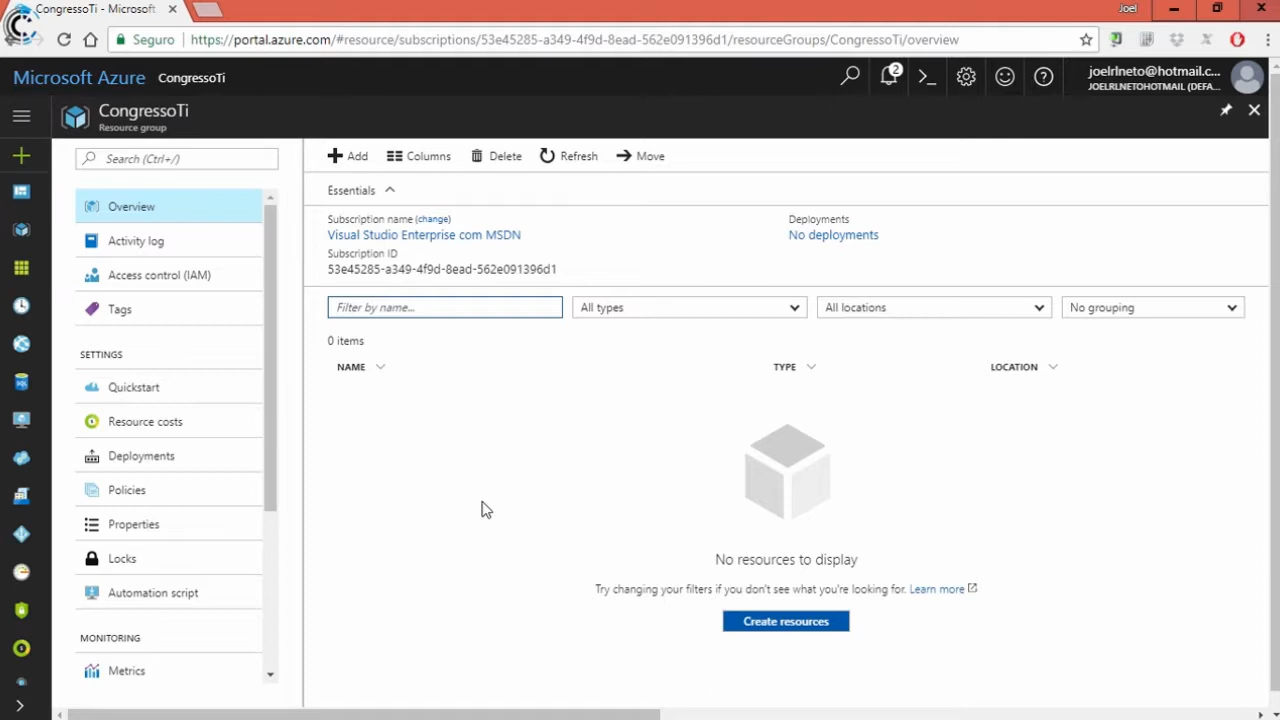 CongressoTi - Microsoft A
Joel
Seguro
https://portal.azure.com/#resource/subscriptions/53e45285-a349-4f9d-8ead-562e091396d1/resourceGroups/CongressoTi/overview
Microsoft Azure CongressoTi
2
joelrlneto@hotmail.c...
JOELRLNETOHOTMAIL (DEFA...
CongressoTi
Resource group
Search (Ctrl+/)
Overview
Activity log
Access control (IAM)
Tags
SETTINGS
Quickstart
Resource costs
Deployments
Policies
Properties
Locks
Automation script
MONITORING
Metrics
Add Columns Delete Refresh Move
Essentials
Subscription name (change)
Visual Studio Enterprise com MSDN
Subscription ID
53e45285-a349-4f9d-8ead-562e091396d1
Deployments
No deployments
Filter by name... All types All locations No grouping
0 items
NAME TYPE LOCATION
No resources to display
Try changing your filters if you don't see what you're looking for. Learn more
Create resources